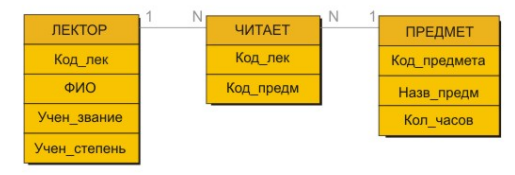 ЛЕКТОР
Код_лек
ФИО
Учен_звание
Учен_степень
1 N
ЧИТАЕТ
Код_лек
Код_предм
N 1
ПРЕДМЕТ
Код_предмета
Назв_предм
Кол_часов